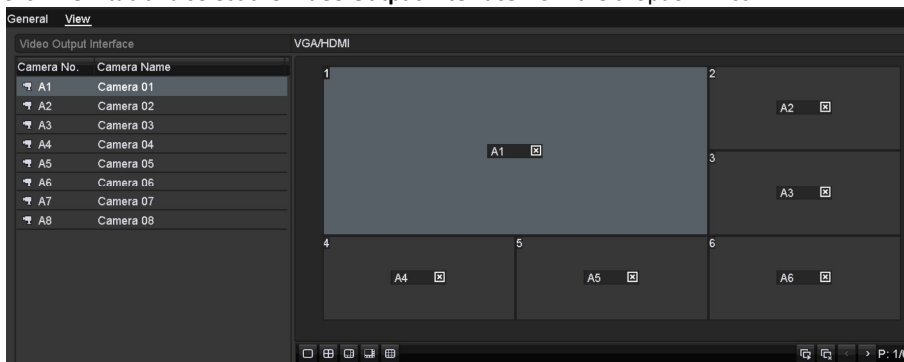 General View
Video Output Interface VGA/HDMI
Camera No. Camera Name
A1 Camera 01
A2 Camera 02
A3 Camera 03
A4 Camera 04
A5 Camera 05
A6 Camera 06
A7 Camera 07
A8 Camera 08
1
A1
2
A2
3
A3
4
A4
5
A5
6
A6
P: 1/